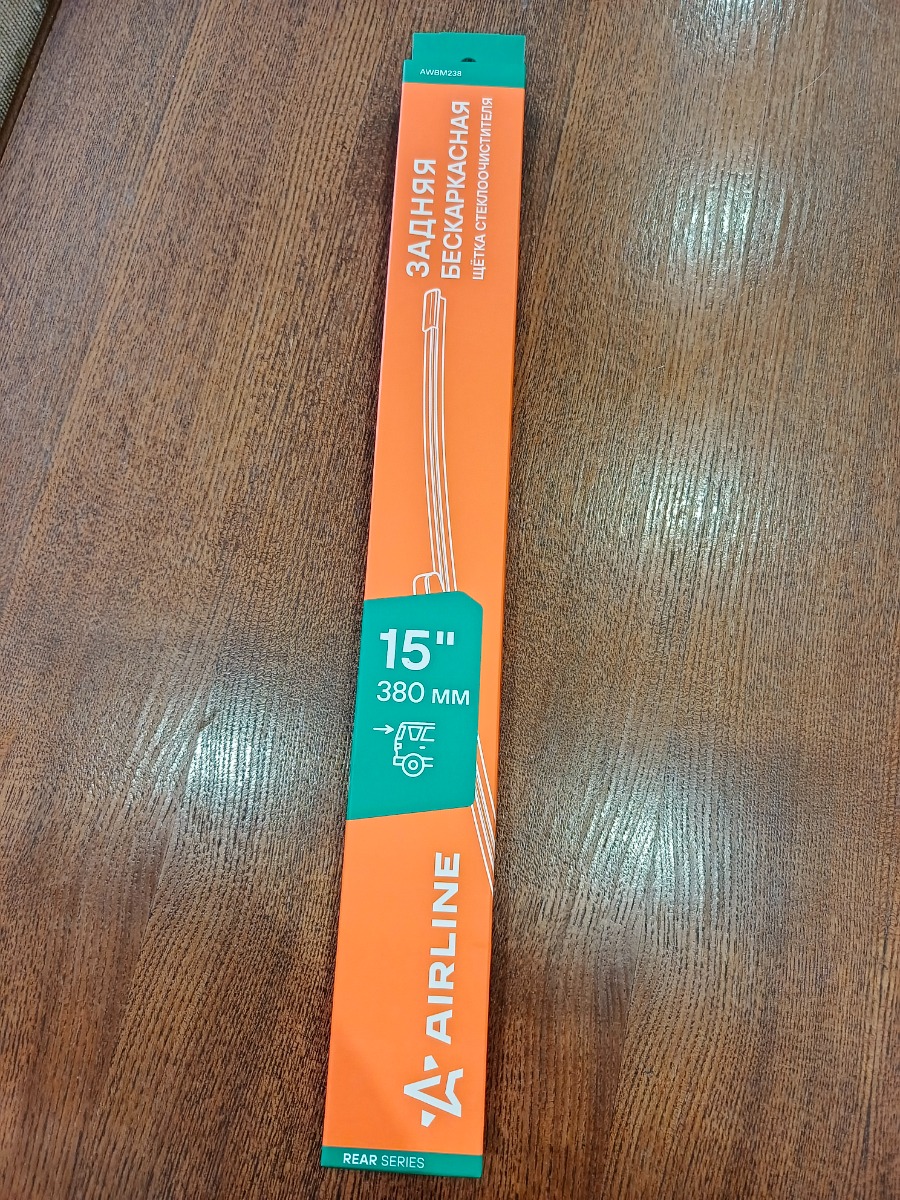 AWBM238
ЗАДНЯЯ
БЕСКАРКАСНАЯ
ЩЁТКА СТЕКЛООЧИСТИТЕЛЯ
15"
380 мм
AIRLINE
REAR SERIES